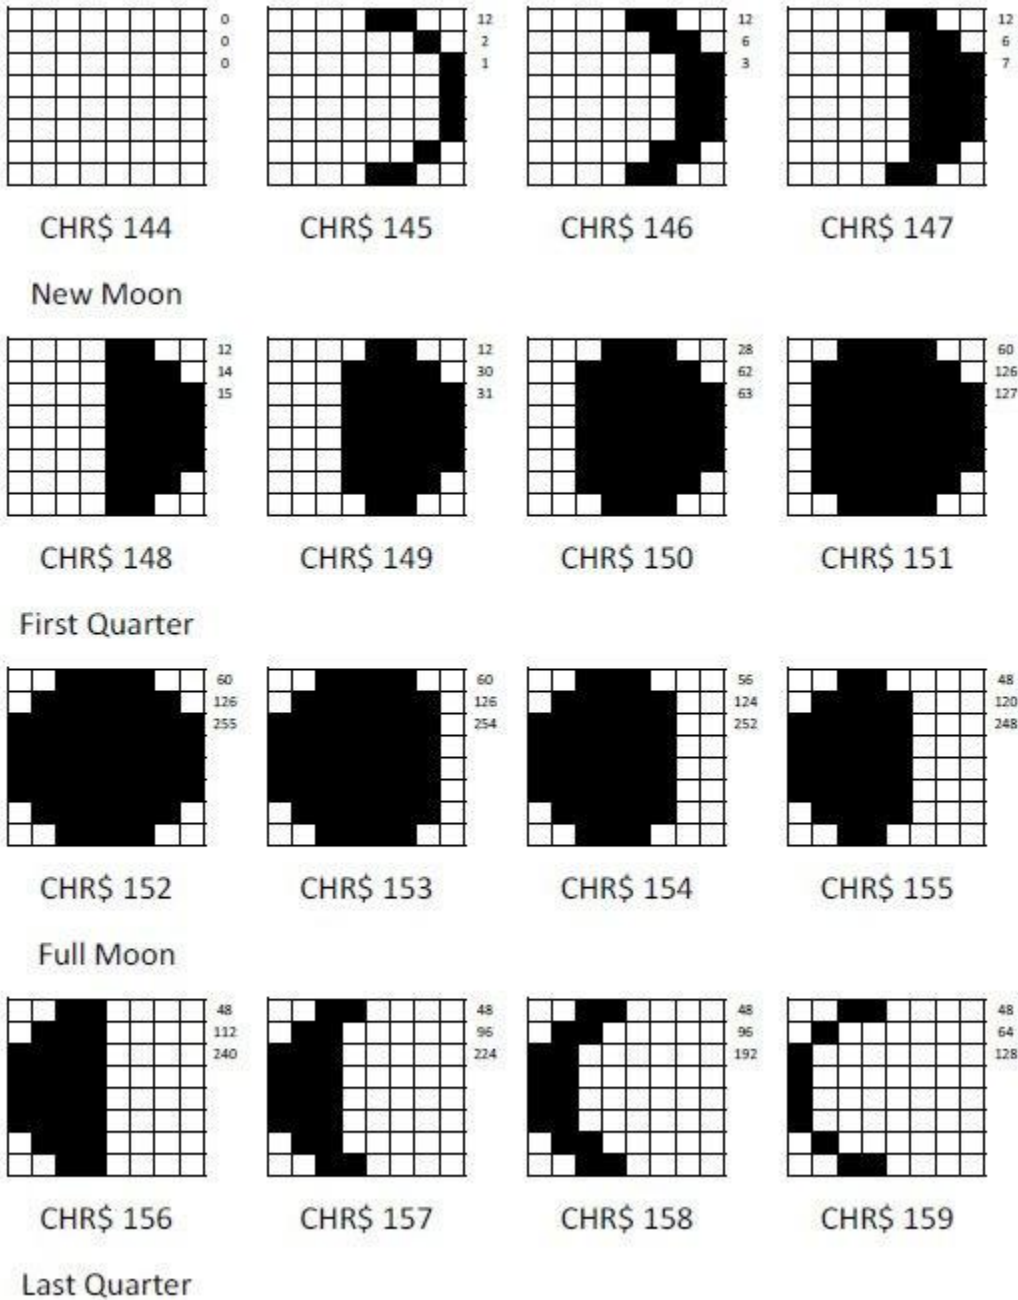 0 12 12 12
0 2 6 6
0 1 3 7
CHR$ 144 CHR$ 145 CHR$ 146 CHR$ 147
New Moon
12 12 28 60
14 30 62 126
15 31 63 127
CHR$ 148 CHR$ 149 CHR$ 150 CHR$ 151
First Quarter
60 60 56 48
126 126 124 120
255 254 252 248
CHR$ 152 CHR$ 153 CHR$ 154 CHR$ 155
Full Moon
48 48 48 48
112 96 96 64
240 224 192 128
CHR$ 156 CHR$ 157 CHR$ 158 CHR$ 159
Last Quarter